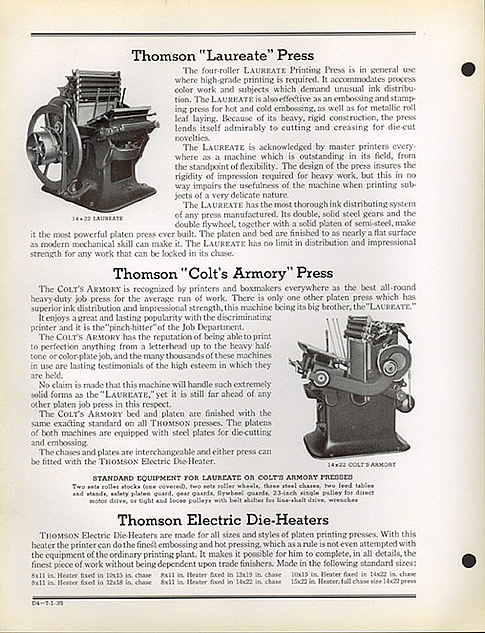 Thomson "Laureate" Press
The four-roller LAUREATE Printing Press is in general use
where high-grade printing is required. It accommodates process
color work and subjects which demand unusual ink distribu-
tion. The LAUREATE is also effective as an embossing and stamp-
ing press for hot and cold embossing, as well as for metallic roll
leaf laying. Because of its heavy, rigid construction, the press
lends itself admirably to cutting and creasing for die-cut
novelties.
The LAUREATE is acknowledged by master printers every-
where as a machine which is outstanding in its field, from
the standpoint of flexibility. The design of the press insures the
rigidity of impression required for heavy work, but this in no
way impairs the usefulness of the machine when printing sub-
jects of a very delicate nature.
The LAUREATE has the most thorough ink distributing system
of any press manufactured. Its double, solid steel gears and the
double flywheel, together with a solid platen of semi-steel, make
it the most powerful platen press ever built. The platen and bed are finished to as nearly a flat surface
as modern mechanical skill can make it. The LAUREATE has no limit in distribution and impressional
strength for any work that can be locked in its chase.
14x22 LAUREATE
Thomson "Colt's Armory" Press
The COLT'S ARMORY is recognized by printers and boxmakers everywhere as the best all-round
heavy-duty job press for the average run of work. There is only one other platen press which has
superior ink distribution and impressional strength, this machine being its big brother, the "LAUREATE."
It enjoys a great and lasting popularity with the discriminating
printer and it is the "pinch-hitter" of the Job Department.
The COLT'S ARMORY has the reputation of being able to print
to perfection anything from a letterhead up to the heavy half-
tone or color-plate job, and the many thousands of these machines
in use are lasting testimonials of the high esteem in which they
are held.
No claim is made that this machine will handle such extremely
solid forms as the "LAUREATE," yet it is still far ahead of any
other platen job press in this respect.
The COLT'S ARMORY bed and platen are finished with the
same exacting standard on all THOMSON presses. The platens
of both machines are equipped with steel plates for die-cutting
and embossing.
The chases and plates are interchangeable and either press can
be fitted with the THOMSON Electric Die-Heater.
14x22 COLT'S ARMORY
STANDARD EQUIPMENT FOR LAUREATE OR COLT'S ARMORY PRESSES
Two sets roller stocks (one covered), two sets roller wheels, three steel chases, two feed tables
and stands, safety platen guard, gear guards, flywheel guards, 23-inch single pulley for direct
motor drive, or tight and loose pulleys with belt shifter for line-shaft drive, wrenches
Thomson Electric Die-Heaters
THOMSON Electric Die-Heaters are made for all sizes and styles of platen printing presses. With this
heater the printer can do the finest embossing and hot pressing, which as a rule is not even attempted with
the equipment of the ordinary printing plant. It makes it possible for him to complete, in all details, the
finest piece of work without being dependent upon trade finishers. Made in the following standard sizes:
8x11 in. Heater fixed in 10x15 in. chase 8x11 in. Heater fixed in 13x19 in. chase 10x15 in. Heater fixed in 14x22 in. chase
8x11 in. Heater fixed in 12x18 in. chase 8x11 in. Heater fixed in 14x22 in. chase 15x22 in. Heater, full chase size 14x22 press
D4—7-1-35